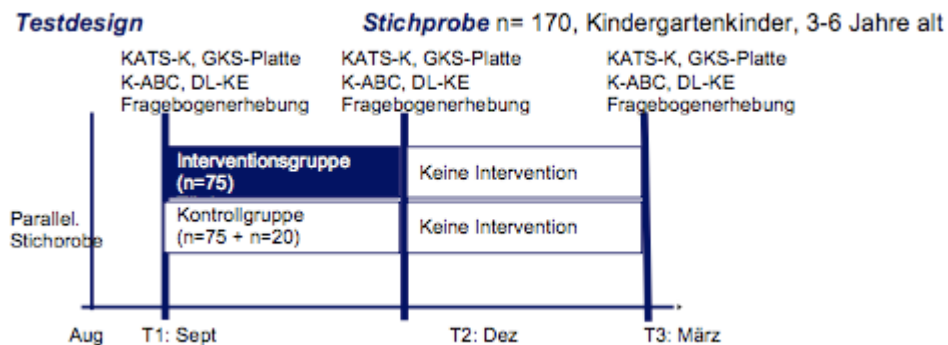 Testdesign
Stichprobe n= 170, Kindergartenkinder, 3-6 Jahre alt
KATS-K, GKS-Platte
K-ABC, DL-KE
Fragebogenerhebung
KATS-K, GKS-Platte
K-ABC, DL-KE
Fragebogenerhebung
KATS-K, GKS-Platte
K-ABC, DL-KE
Fragebogenerhebung
Interventionsgruppe
(n=75)
Keine Intervention
Parallel.
Stichprobe
Kontrollgruppe
(n=75 + n=20)
Keine Intervention
Aug
T1: Sept
T2: Dez
T3: März